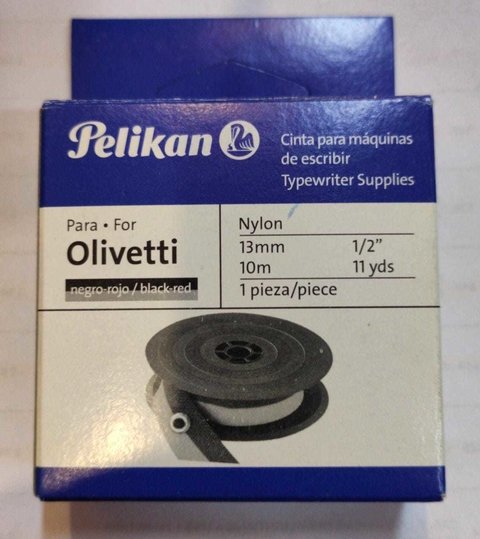 Pelikan
Cinta para máquinas
de escribir
Typewriter Supplies
Para • For
Olivetti
negro-rojo / black-red
Nylon
13mm 1/2”
10m 11 yds
1 pieza/piece